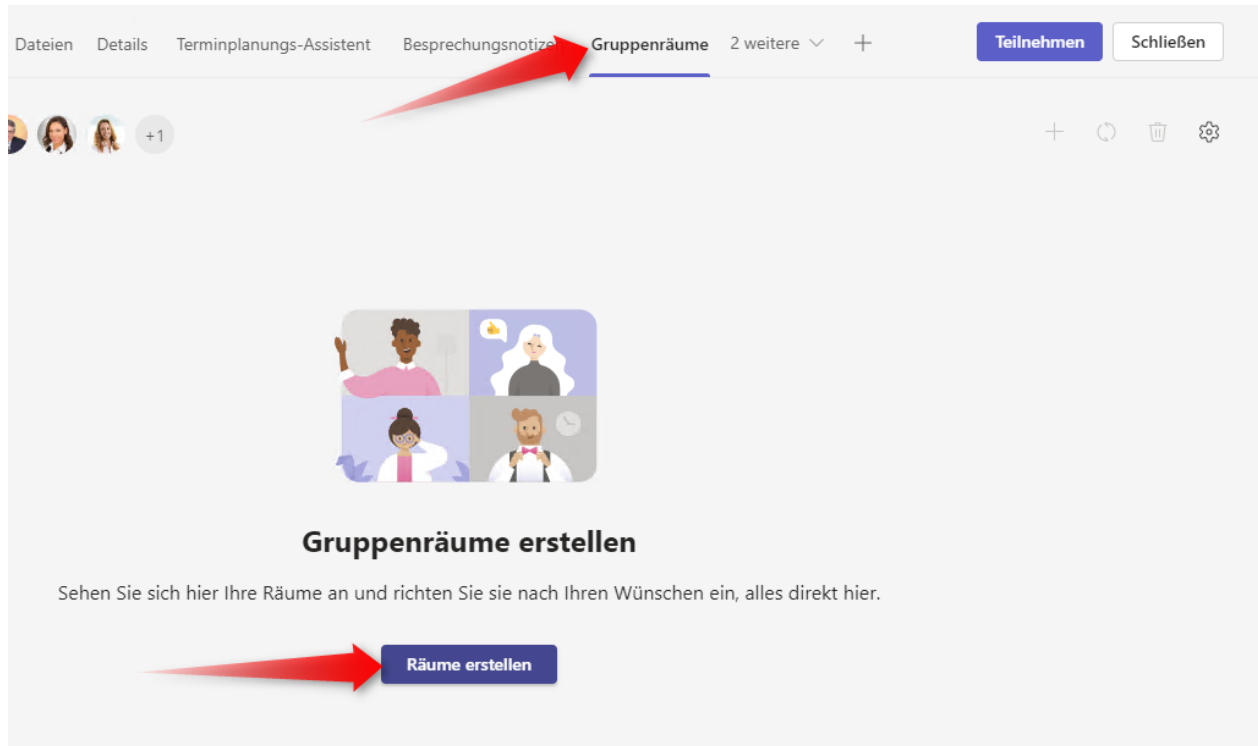 Dateien Details Terminplanungs-Assistent Besprechungsnotize Gruppenräume 2 weitere
Teilnehmen Schließen
+1
Gruppenräume erstellen
Sehen Sie sich hier Ihre Räume an und richten Sie sie nach Ihren Wünschen ein, alles direkt hier.
Räume erstellen